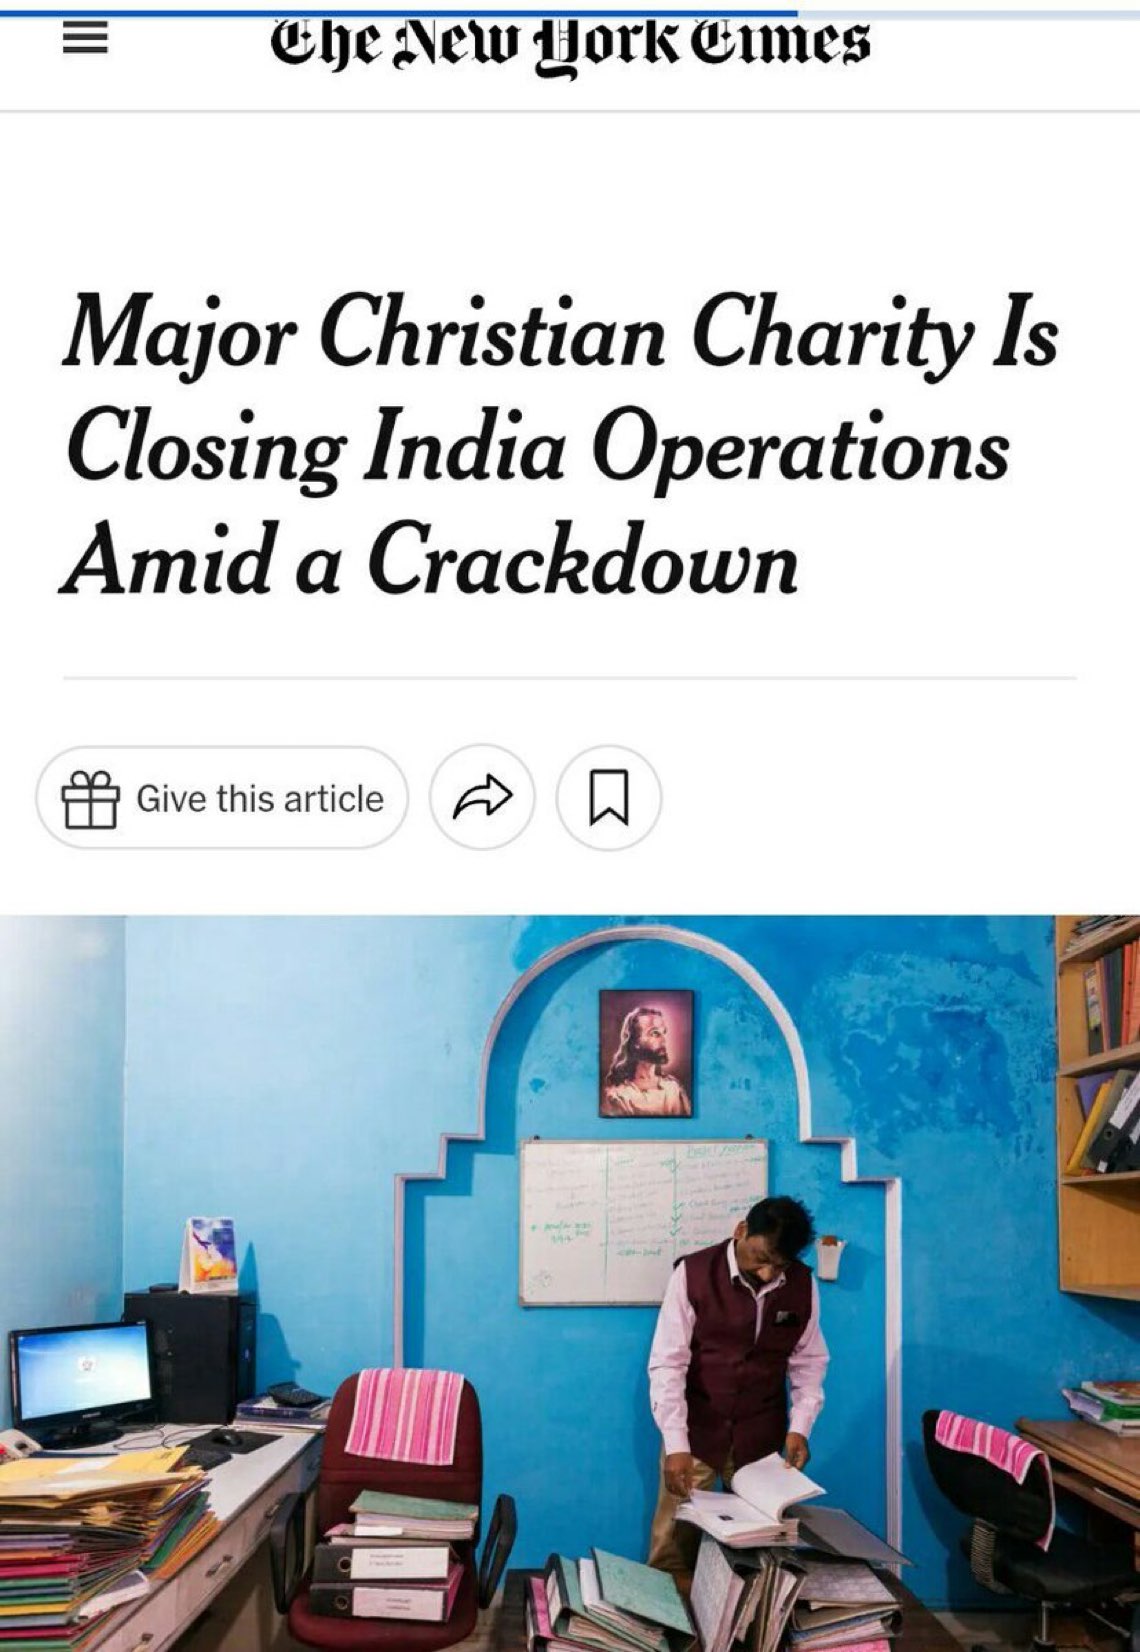 The New York Times
Major Christian Charity Is
Closing India Operations
Amid a Crackdown
Give this article